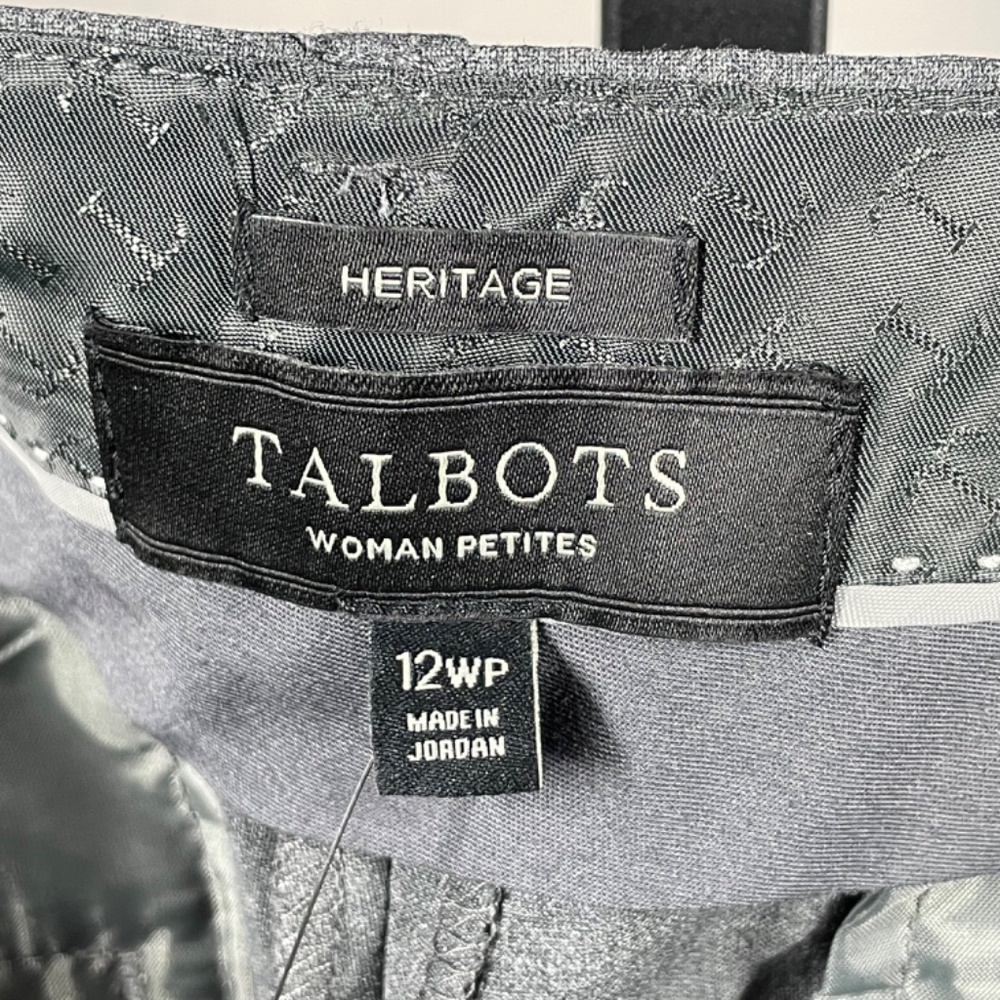 HERITAGE
TALBOTS
WOMAN PETITES
12WP
MADE IN
JORDAN